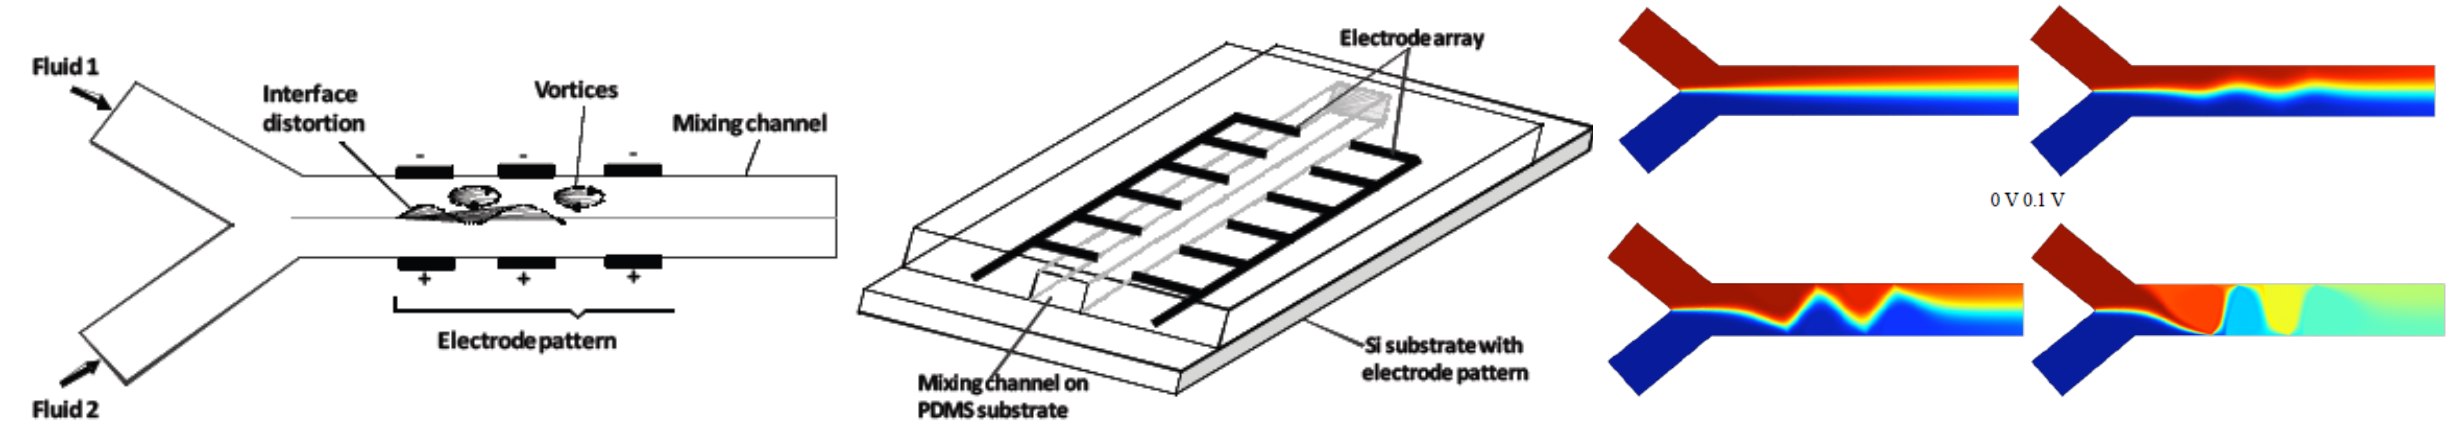 Fluid 1
Interface
distortion
Vortices
Mixing channel
-
-
-
+
+
+
Electrode pattern
Fluid 2
Electrode array
Mixing channel on
PDMS substrate
Si substrate with
electrode pattern
0 V 0.1 V